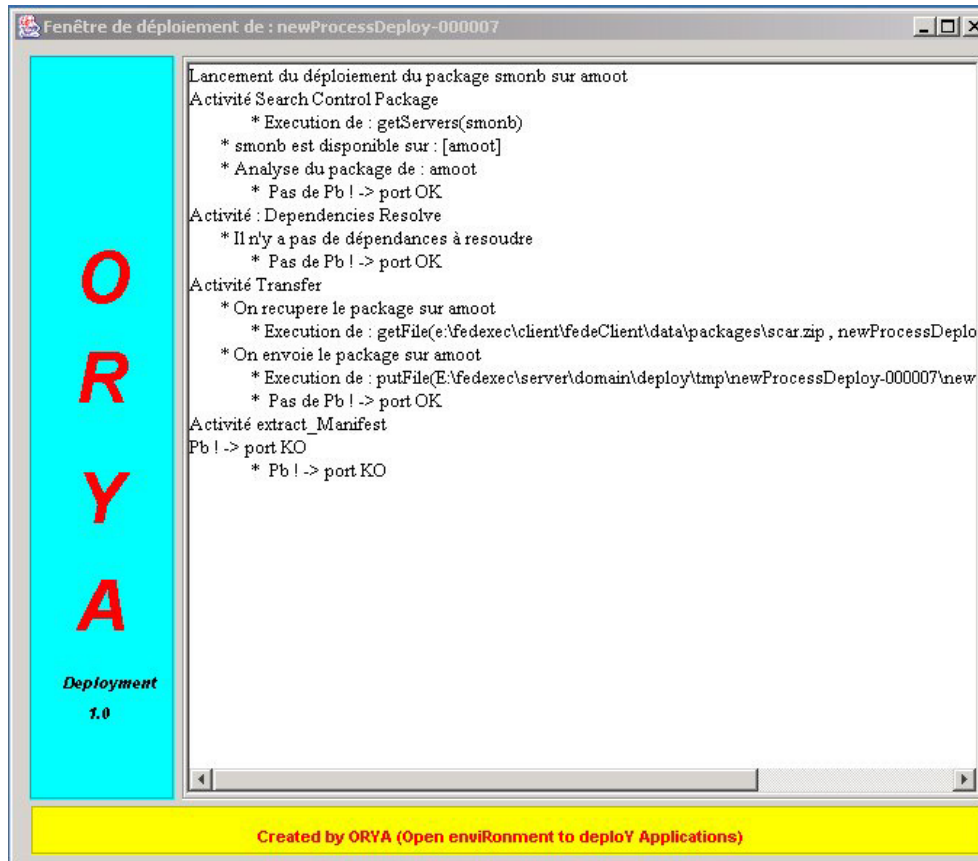 Fenêtre de déploiement de : newProcessDeploy-000007
Lancement du déploiement du package smonb sur amoot
Activité Search Control Package
* Execution de : getServers(smonb)
* smonb est disponible sur : [amoot]
* Analyse du package de : amoot
* Pas de Pb ! -> port OK
Activité : Dependencies Resolve
* Il n'y a pas de dépendances à resoudre
* Pas de Pb ! -> port OK
Activité Transfer
* On recupere le package sur amoot
* Execution de : getFile(e:\fedexec\client\fedeClient\data\packages\scar.zip , newProcessDeplo
* On envoie le package sur amoot
* Execution de : putFile(E:\fedexec\server\domain\deploy\tmp\newProcessDeploy-000007\new
* Pas de Pb ! -> port OK
Activité extract_Manifest
Pb ! -> port KO
* Pb ! -> port KO
O
R
Y
A
Deployment
1.0
Created by ORYA (Open enviRonment to deploY Applications)